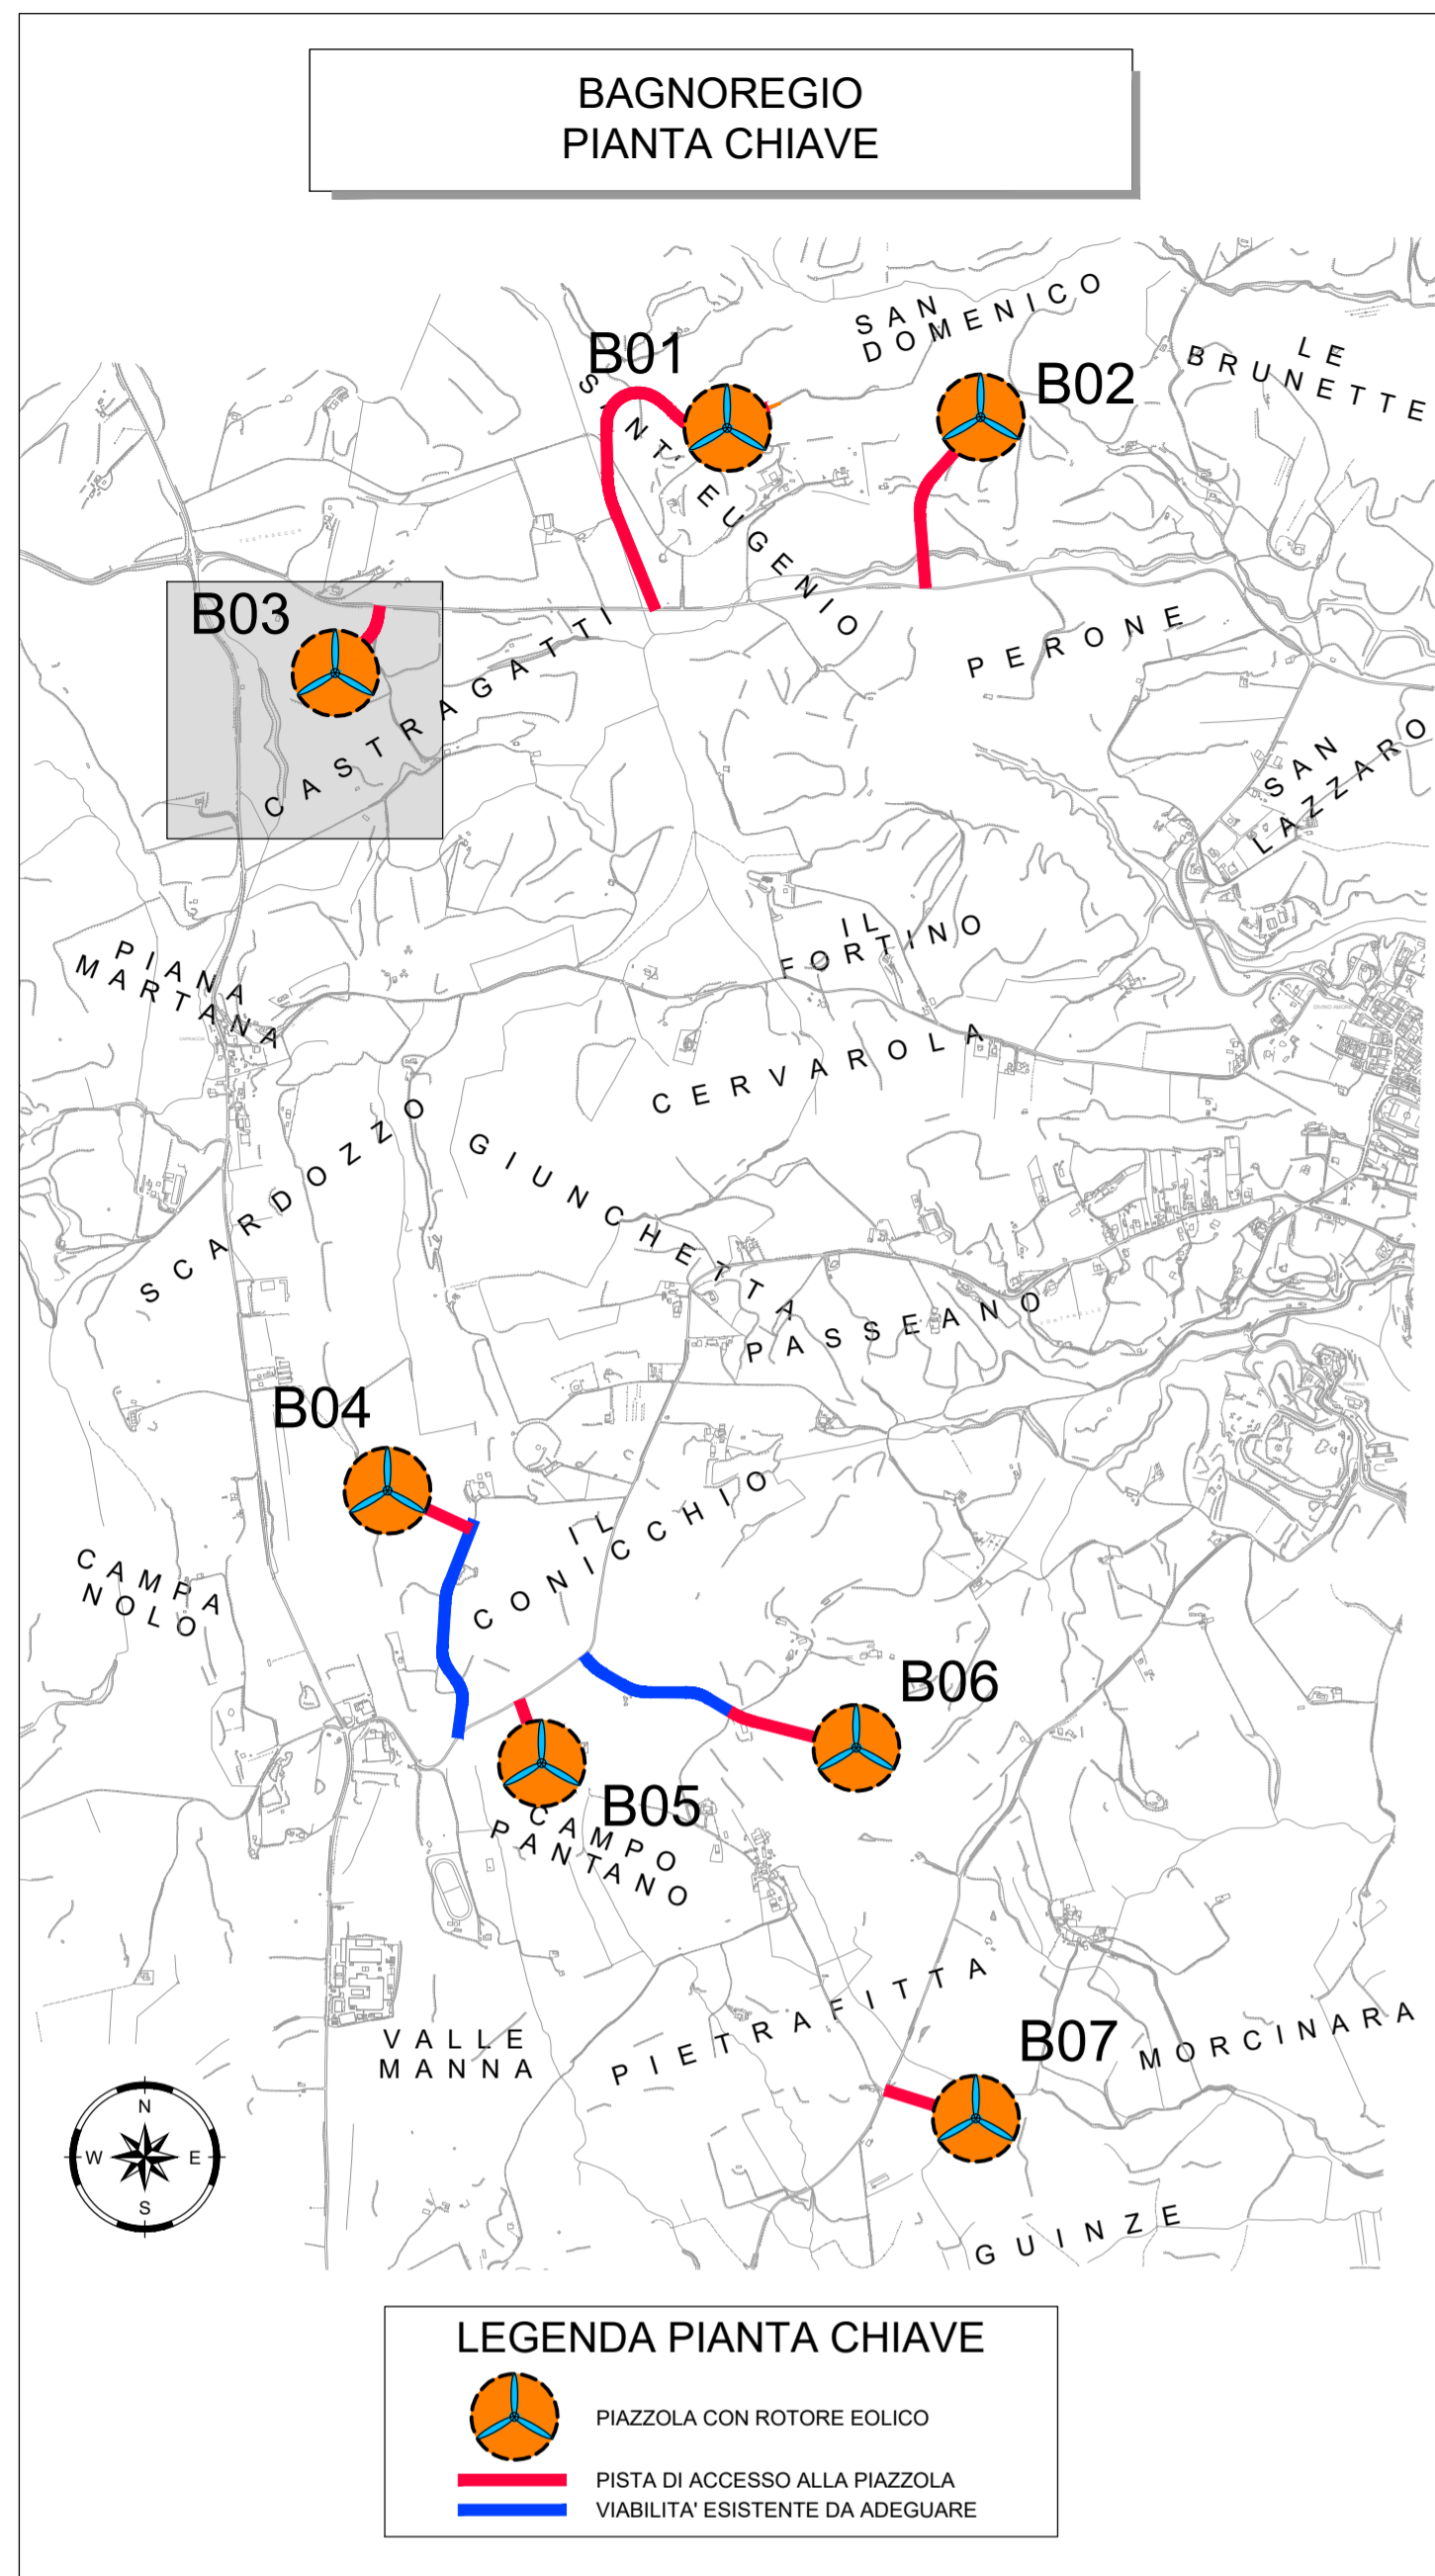 BAGNOREGIO
PIANTA CHIAVE
SAN
DOMENICO
LE
BRUNETTE
B01
B02
SANT' EUGENIO
TESTASECCA
B03
CASTRAGATTI
PERONE
SAN
LAZZARO
IL
FORTINO
PIANA
MARTANA
CERVAROLA
SCARDOZZO
GIUNCHETTA
PASSEANO
B04
IL
CONICCHIO
CAMPA
NOLO
B06
B05
CAMPO
PANTANO
PIETRAFITTA
VALLE
MANNA
B07
MORCINARA
GUINZE
N
W E
S
LEGENDA PIANTA CHIAVE
PIAZZOLA CON ROTORE EOLICO
PISTA DI ACCESSO ALLA PIAZZOLA
VIABILITA' ESISTENTE DA ADEGUARE